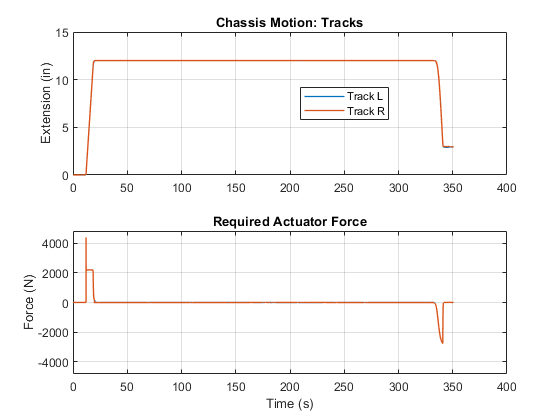 Chassis Motion: Tracks
15
10
5
0
Extension (in)
Track L
Track R
0 50 100 150 200 250 300 350 400
Required Actuator Force
4000
2000
0
-2000
-4000
Force (N)
0 50 100 150 200 250 300 350 400
Time (s)